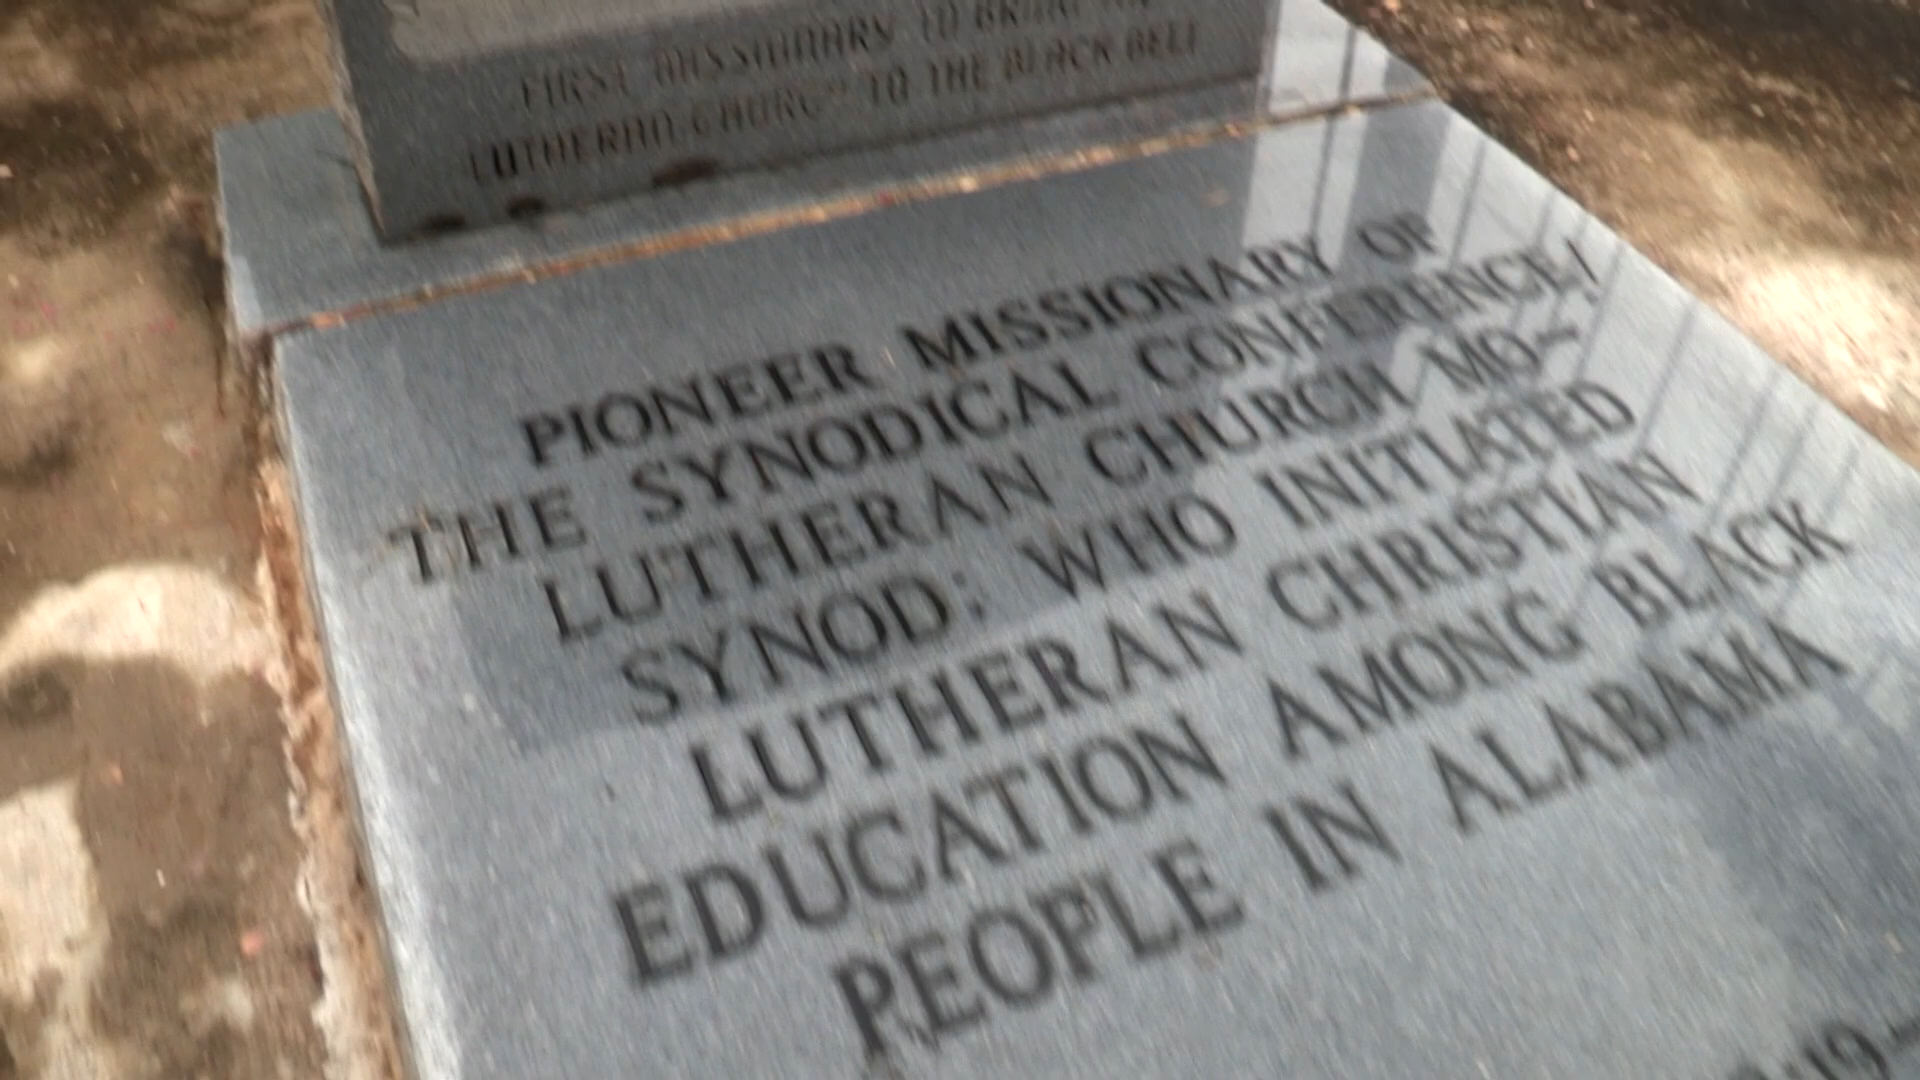 FIRST MISSIONARY TO BRING THE
LUTHERAN CHURCH TO THE BLACK BELT
PIONEER MISSIONARY OF
THE SYNODICAL CONFERENCE/
LUTHERAN CHURCH MO-
SYNOD: WHO INITIATED
LUTHERAN CHRISTIAN
EDUCATION AMONG BLACK
PEOPLE IN ALABAMA